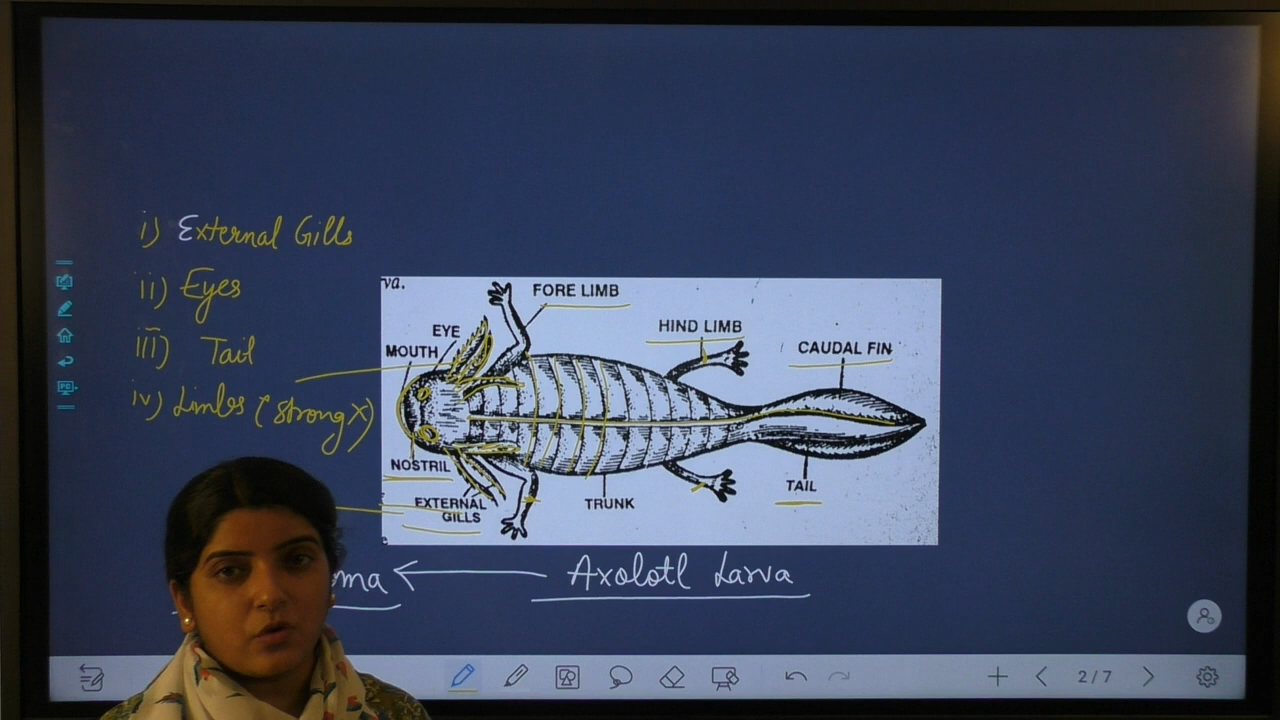 i) External Gills
ii) Eyes
iii) Tail
iv) Limbs (strong X)
va.
FORE LIMB
EYE
HIND LIMB
MOUTH
CAUDAL FIN
NOSTRIL
EXTERNAL
GILLS
TRUNK
TAIL
ma ← Axolotl Larva
PC
2/7